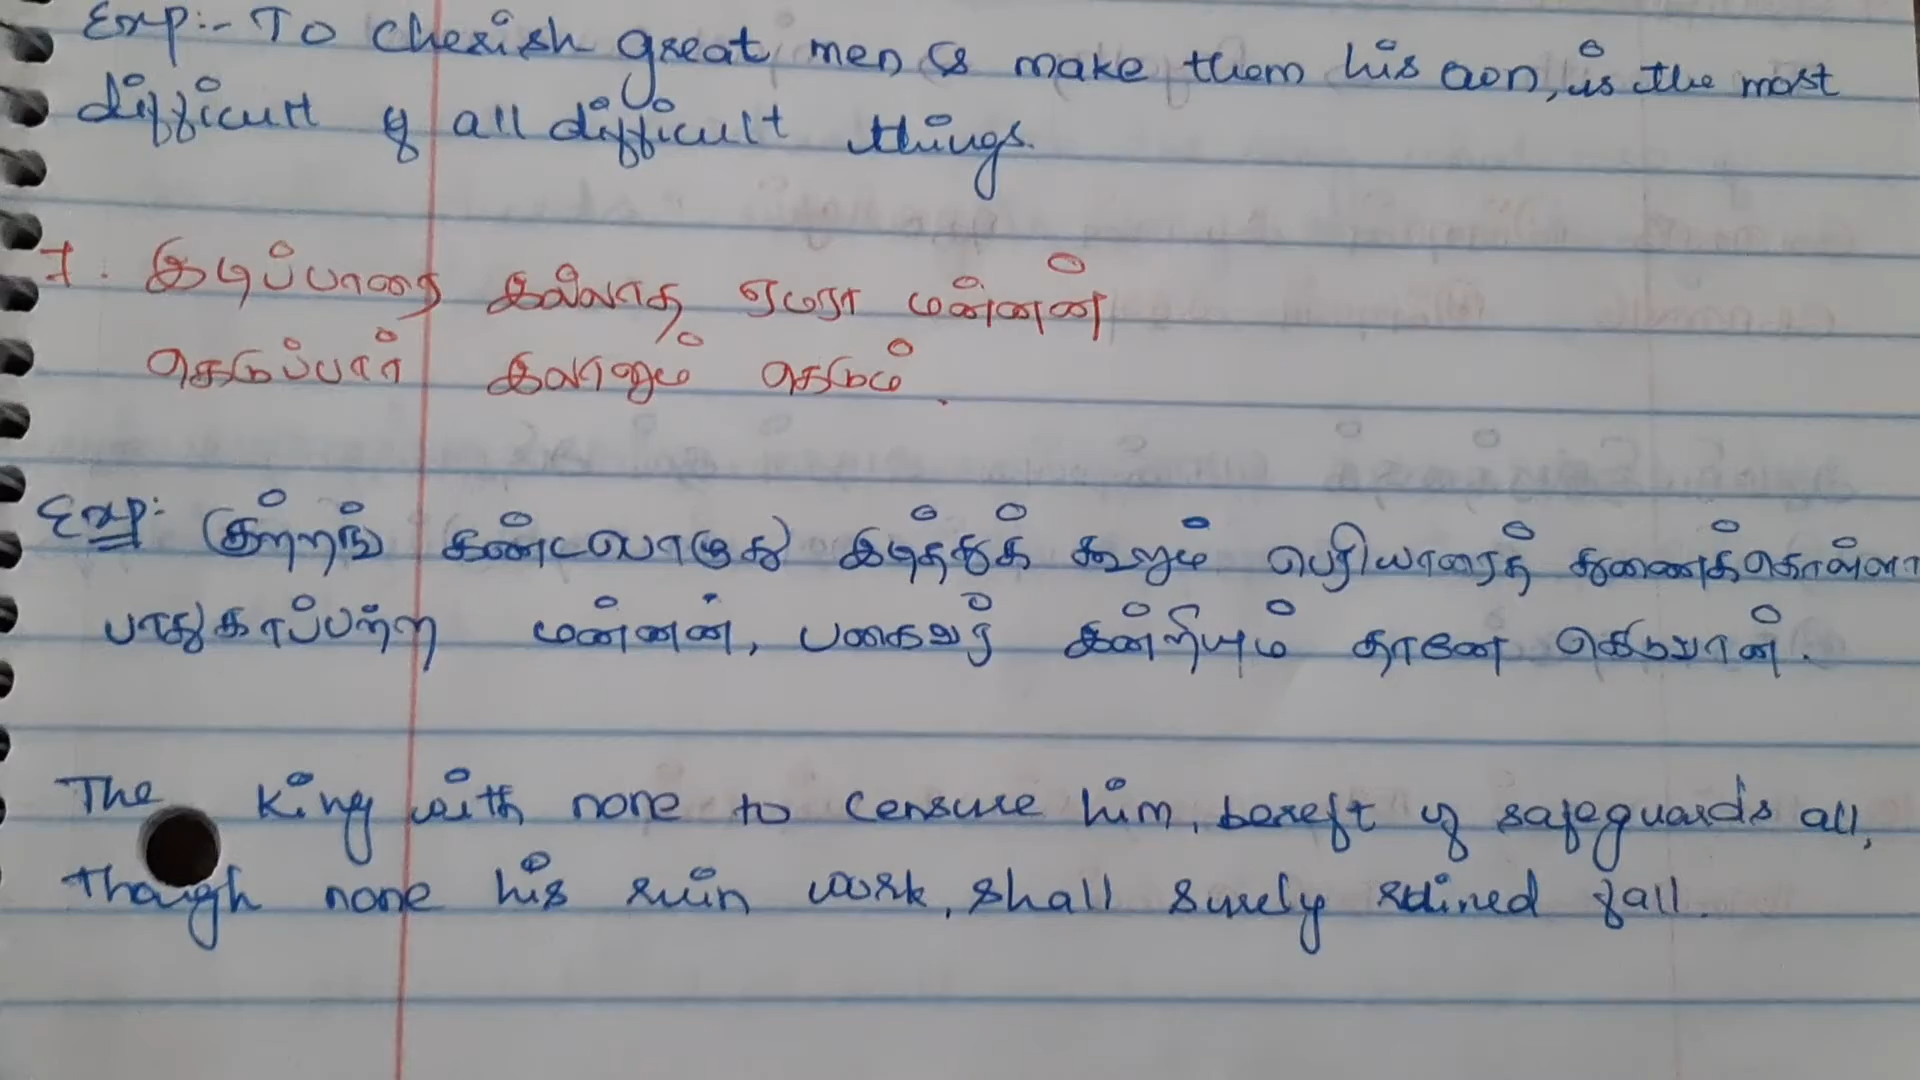 Exp:- To cherish great men & make them his own, is the most
difficult of all difficult things.
7. இடிப்பாரை இல்லாத ஏமரா மன்னன்
கெடுப்பார் இலானும் கெடும்.
Exp: குற்றங் கண்டபொழுது இடித்துக் கூறும் பெரியாரைத் துணைக்கொள்ளா
பாதுகாப்பற்ற மன்னன், பகைவர் இன்றியும் தானே கெடுவான்.
The King with none to censure him, bereft of safeguards all,
Though none his ruin work, shall surely ruined fall.